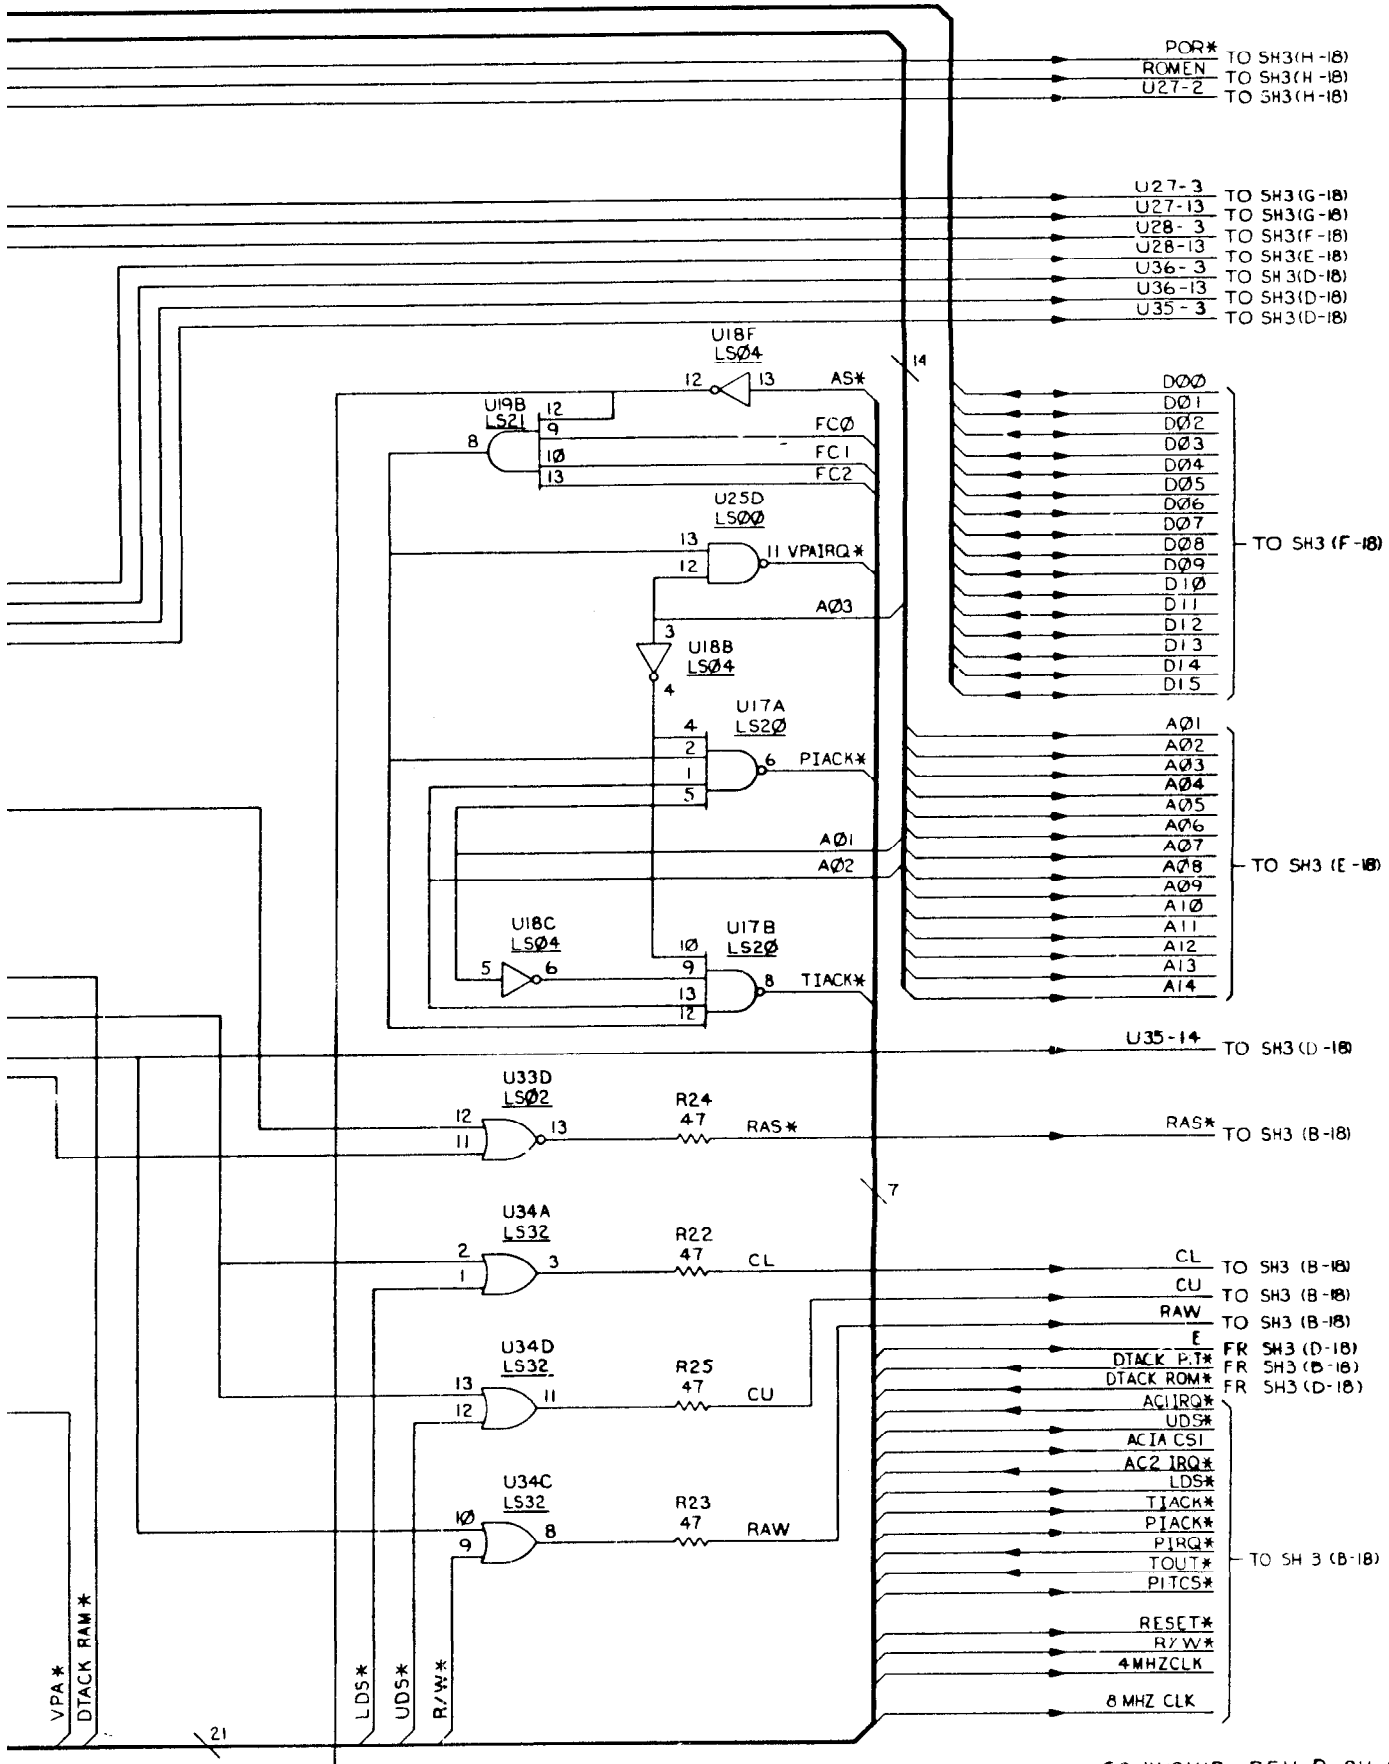 POR* TO SH3(H-18)
ROMEN TO SH3(H-18)
U27-2 TO SH3(H-18)
U27-3 TO SH3(G-18)
U27-13 TO SH3(G-18)
U28-3 TO SH3(F-18)
U28-13 TO SH3(E-18)
U36-3 TO SH3(D-18)
U36-13 TO SH3(D-18)
U35-3 TO SH3(D-18)
14
U18F
LSØ4
12 13 AS*
U19B
LS21
8 12
9 FCØ
1Ø FC1
13 FC2
U25D
LSØØ
13
12
11 VPAIRQ*
AØ3
3
U18B
LSØ4
4
U17A
LS2Ø
4
2
1
5
6 PIACK*
AØ1
AØ2
U18C
LSØ4
5 6
U17B
LS2Ø
1Ø
9
13
12
8 TIACK*
DØØ
DØ1
DØ2
DØ3
DØ4
DØ5
DØ6
DØ7
DØ8
DØ9
D1Ø
D11
D12
D13
D14
D15
TO SH3 (F-18)
AØ1
AØ2
AØ3
AØ4
AØ5
AØ6
AØ7
AØ8
AØ9
A1Ø
A11
A12
A13
A14
TO SH3 (E-18)
U35-14 TO SH3 (D-18)
U33D
LSØ2
12
11
13
R24
47
RAS*
RAS* TO SH3 (B-18)
7
U34A
LS32
2
1
3
R22
47
CL
CL TO SH3 (B-18)
CU TO SH3 (B-18)
RAW TO SH3 (B-18)
U34D
LS32
13
12
11
R25
47
CU
U34C
LS32
1Ø
9
8
R23
47
RAW
E FR SH3 (D-18)
DTACK P.T* FR SH3 (B-18)
DTACK ROM* FR SH3 (D-18)
AC1IRQ*
UDS*
ACIA CS1
AC2 IRQ*
LDS*
TIACK*
PIACK*
PIRQ*
TOUT*
PITCS*
RESET*
R/W*
4MHZCLK
8 MHZ CLK
TO SH 3 (B-18)
VPA*
DTACK RAM*
LDS*
UDS*
R/W*
21